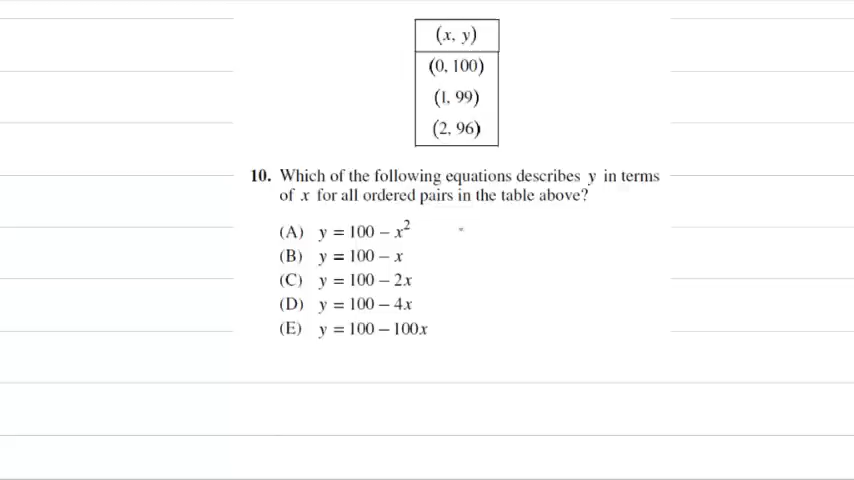 (x, y)
(0, 100)
(1, 99)
(2, 96)
10. Which of the following equations describes y in terms
of x for all ordered pairs in the table above?
(A) y = 100 − x²
(B) y = 100 − x
(C) y = 100 − 2x
(D) y = 100 − 4x
(E) y = 100 − 100x